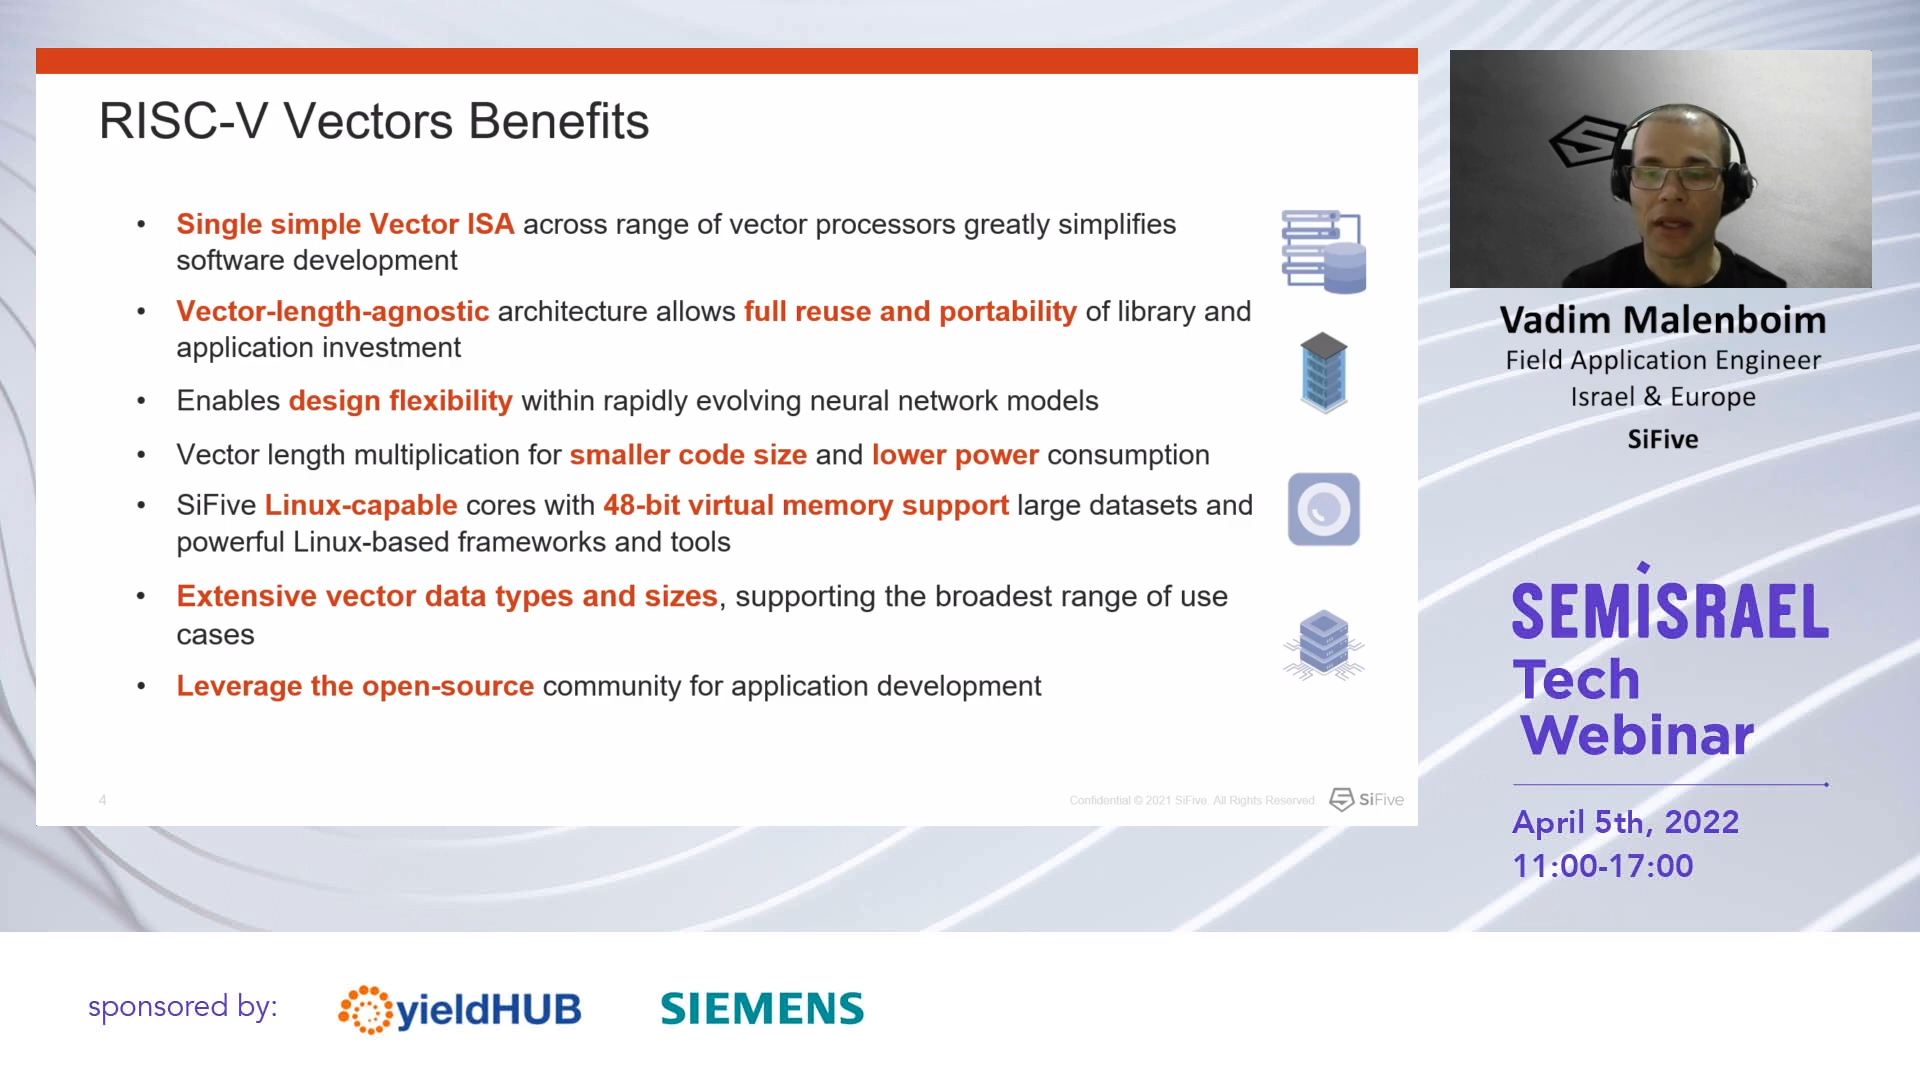 RISC-V Vectors Benefits
• Single simple Vector ISA across range of vector processors greatly simplifies
software development
• Vector-length-agnostic architecture allows full reuse and portability of library and
application investment
• Enables design flexibility within rapidly evolving neural network models
• Vector length multiplication for smaller code size and lower power consumption
• SiFive Linux-capable cores with 48-bit virtual memory support large datasets and
powerful Linux-based frameworks and tools
• Extensive vector data types and sizes, supporting the broadest range of use
cases
• Leverage the open-source community for application development
4
Confidential © 2021 SiFive. All Rights Reserved.
SiFive
Vadim Malenboim
Field Application Engineer
Israel & Europe
SiFive
SEMISRAEL
Tech
Webinar
April 5th, 2022
11:00-17:00
sponsored by:
yieldHUB
SIEMENS